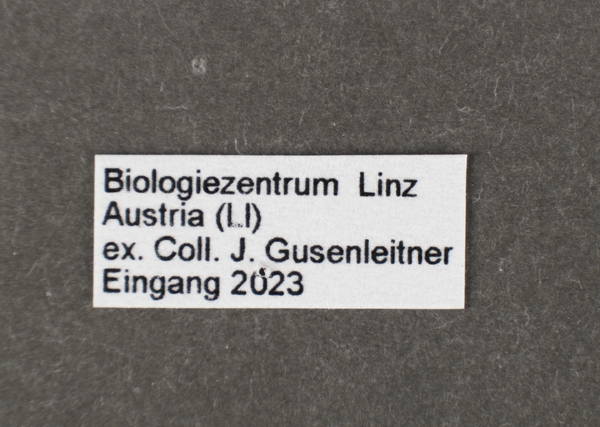 Biologiezentrum Linz
Austria (LI)
ex. Coll. J. Gusenleitner
Eingang 2023